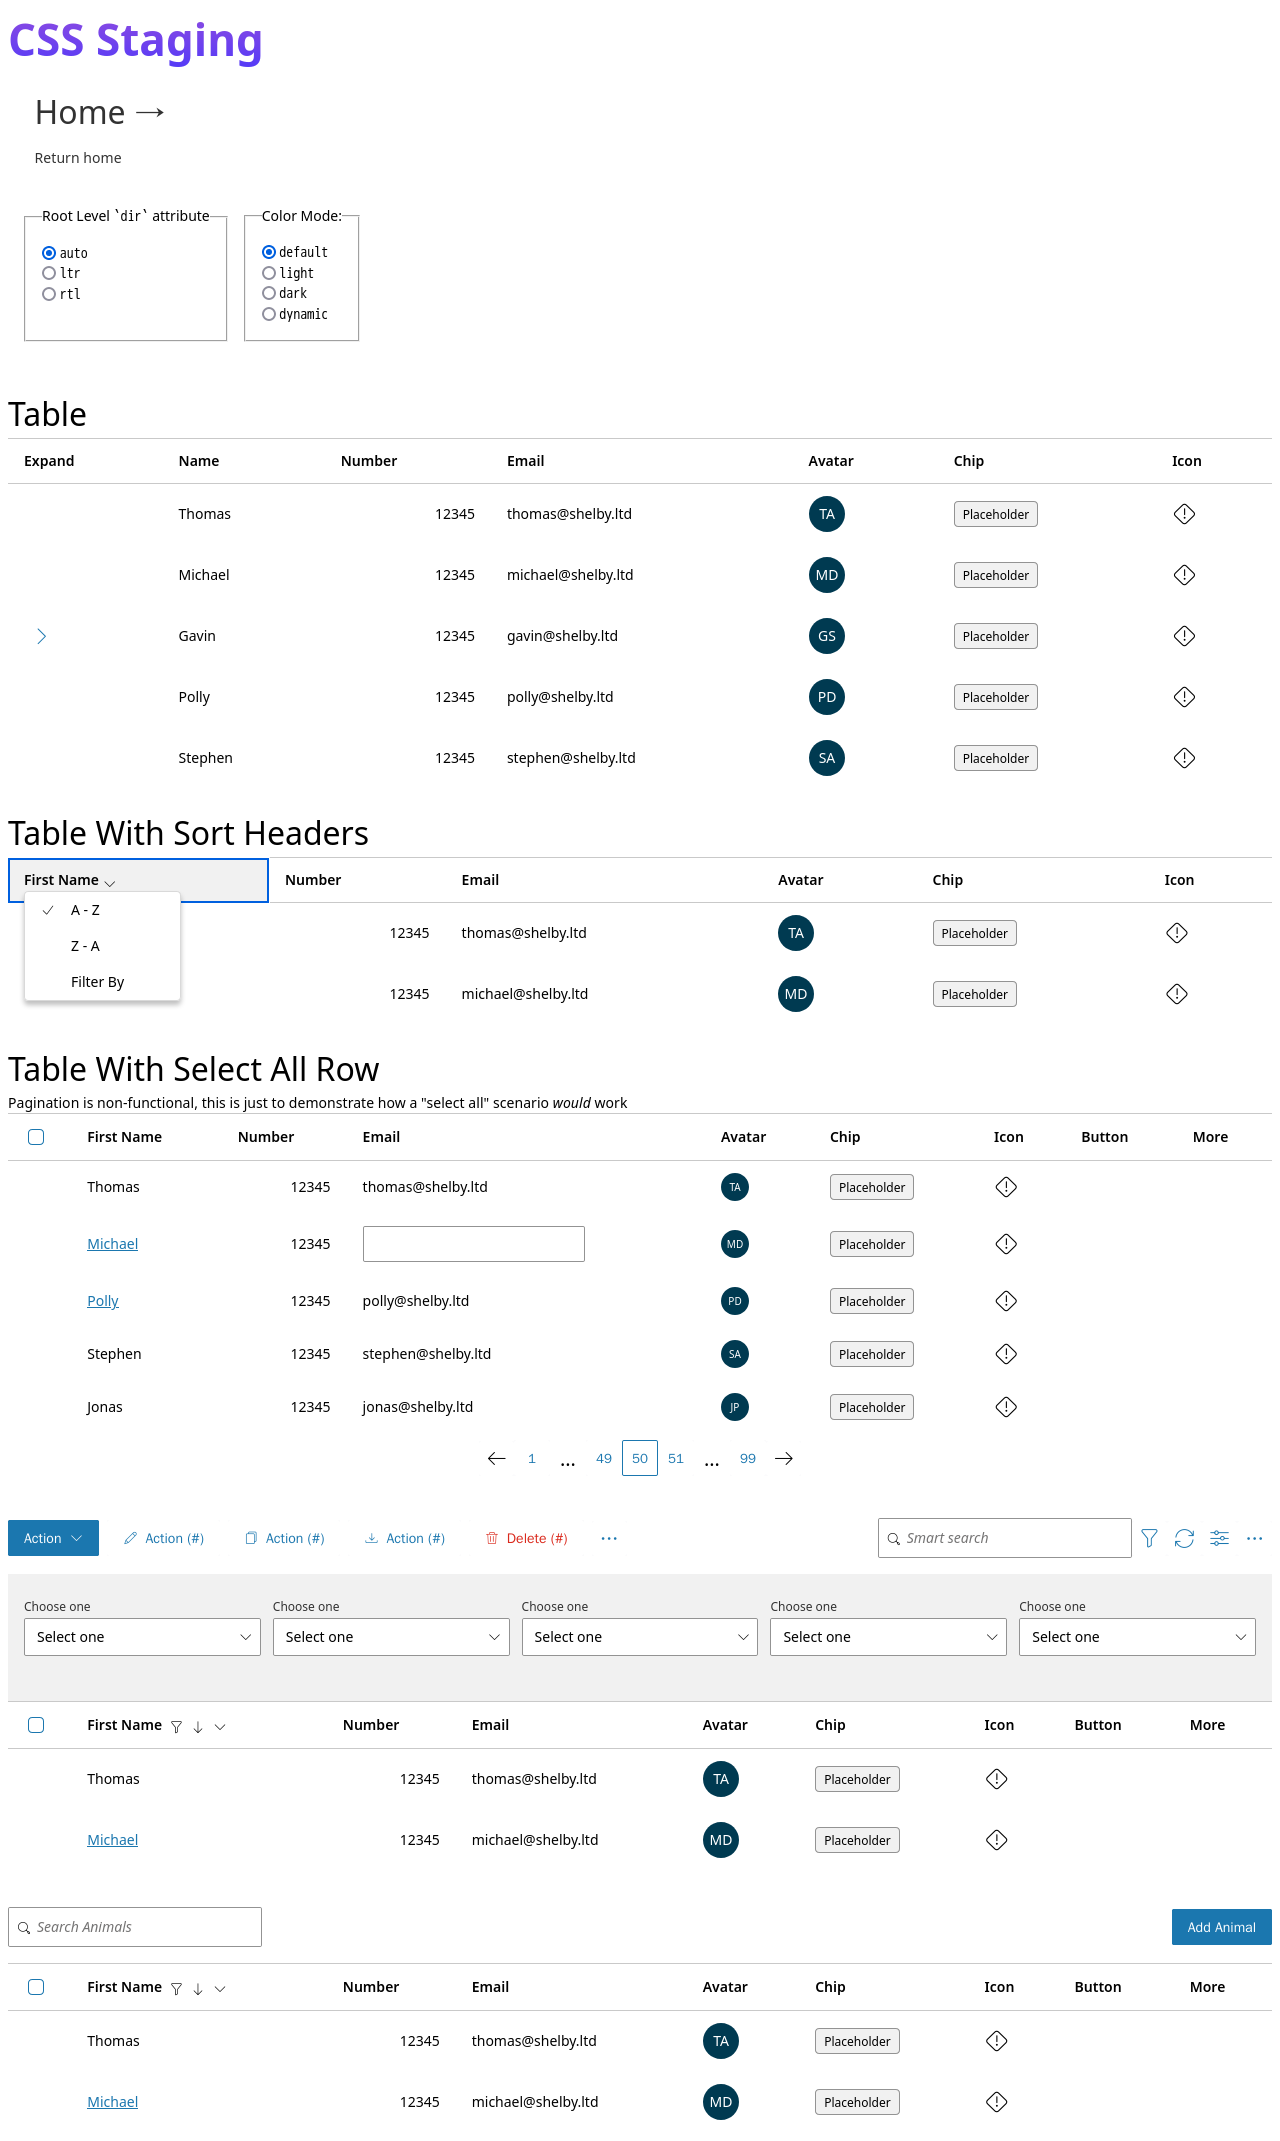 CSS Staging
Home →
Return home
Root Level `dir` attribute
auto
ltr
rtl
Color Mode:
default
light
dark
dynamic
Table
Expand Name Number Email Avatar Chip Icon
Thomas 12345 thomas@shelby.ltd TA Placeholder
Michael 12345 michael@shelby.ltd MD Placeholder
Gavin 12345 gavin@shelby.ltd GS Placeholder
Polly 12345 polly@shelby.ltd PD Placeholder
Stephen 12345 stephen@shelby.ltd SA Placeholder
Table With Sort Headers
First Name Number Email Avatar Chip Icon
A - Z
Z - A
Filter By
12345 thomas@shelby.ltd TA Placeholder
12345 michael@shelby.ltd MD Placeholder
Table With Select All Row
Pagination is non-functional, this is just to demonstrate how a "select all" scenario would work
First Name Number Email Avatar Chip Icon Button More
Thomas 12345 thomas@shelby.ltd TA Placeholder
Michael 12345 MD Placeholder
Polly 12345 polly@shelby.ltd PD Placeholder
Stephen 12345 stephen@shelby.ltd SA Placeholder
Jonas 12345 jonas@shelby.ltd JP Placeholder
1 ... 49 50 51 ... 99
Action Action (#) Action (#) Action (#) Delete (#) Smart search
Choose one Choose one Choose one Choose one Choose one
Select one Select one Select one Select one Select one
First Name Number Email Avatar Chip Icon Button More
Thomas 12345 thomas@shelby.ltd TA Placeholder
Michael 12345 michael@shelby.ltd MD Placeholder
Search Animals Add Animal
First Name Number Email Avatar Chip Icon Button More
Thomas 12345 thomas@shelby.ltd TA Placeholder
Michael 12345 michael@shelby.ltd MD Placeholder